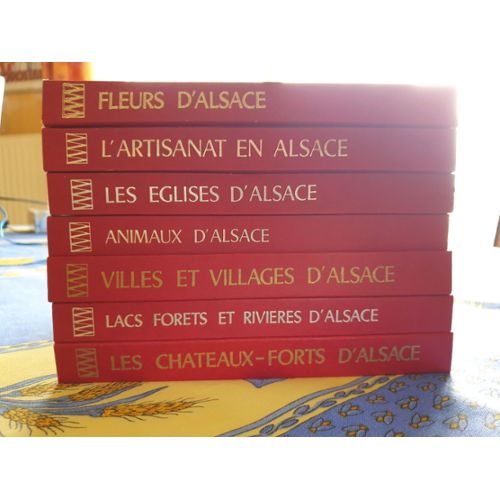 FLEURS D'ALSACE
L'ARTISANAT EN ALSACE
LES EGLISES D'ALSACE
ANIMAUX D'ALSACE
VILLES ET VILLAGES D'ALSACE
LACS FORETS ET RIVIERES D'ALSACE
LES CHATEAUX-FORTS D'ALSACE